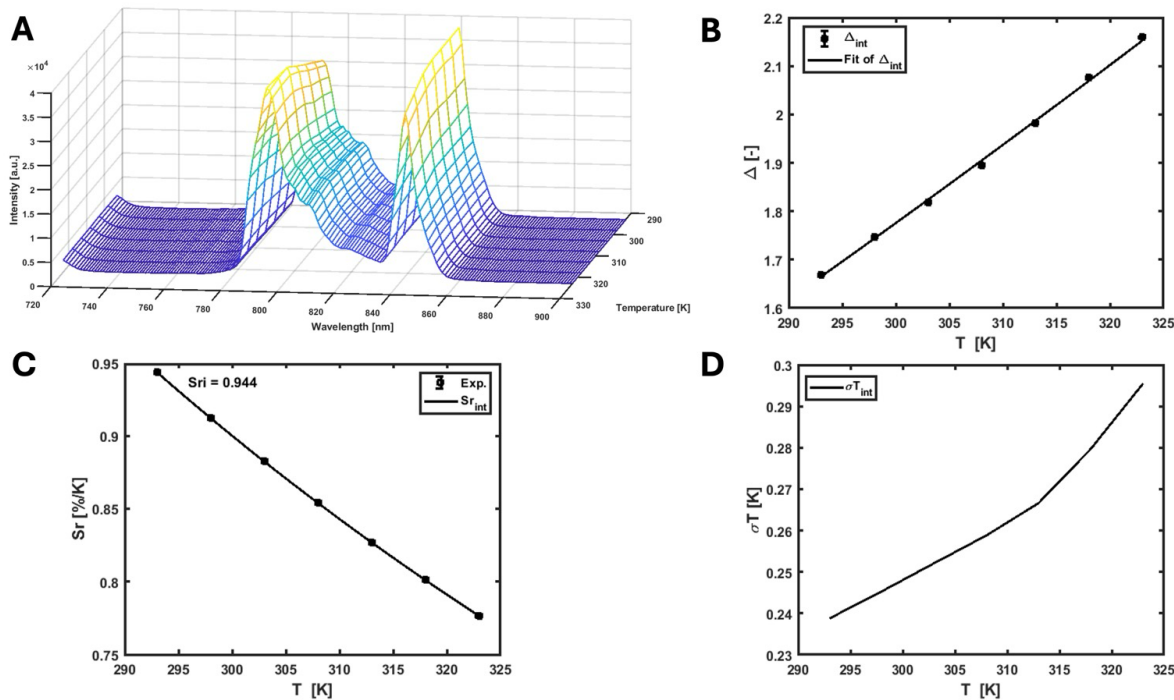 A
×10⁴
4
3.5
3
2.5
2
1.5
1
0.5
0
Intensity [a.u.]
720
740
760
780
800
820
840
860
880
900
Wavelength [nm]
290
300
310
320
330
Temperature [K]
B
2.2
2.1
2
1.9
1.8
1.7
1.6
Δ [-]
Δint
Fit of Δint
290 295 300 305 310 315 320 325
T [K]
C
0.95
0.9
0.85
0.8
0.75
Sr [%/K]
Sri = 0.944
Exp.
Srint
290 295 300 305 310 315 320 325
T [K]
D
0.3
0.29
0.28
0.27
0.26
0.25
0.24
0.23
σT [K]
σTint
290 295 300 305 310 315 320 325
T [K]